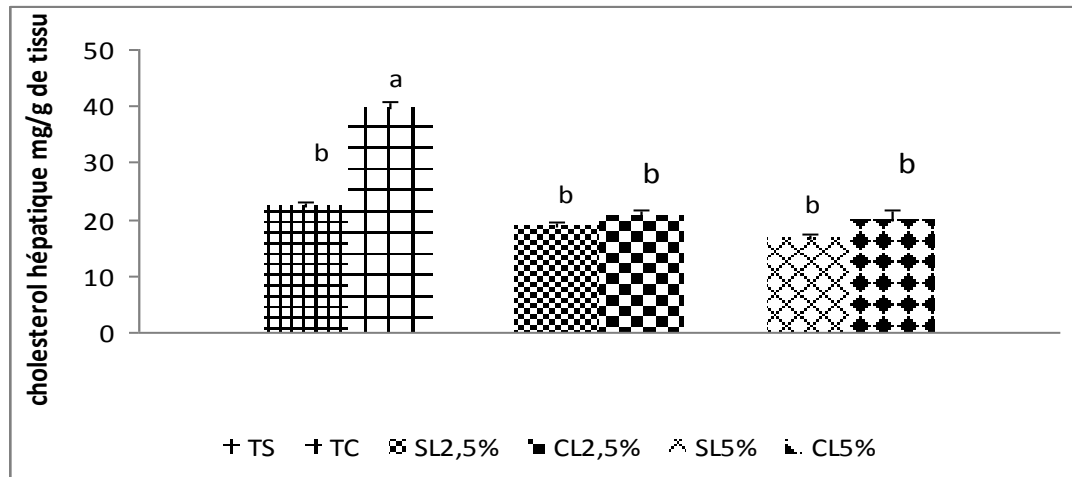 cholesterol hépatique mg/g de tissu
50
40
30
20
10
0
b
a
b
b
b
b
TS TC SL2,5% CL2,5% SL5% CL5%